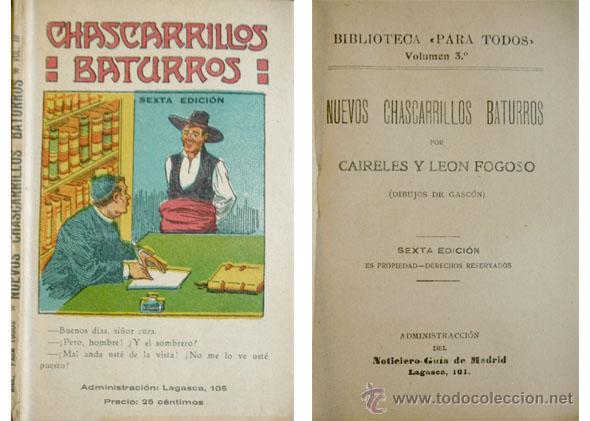 NUEVOS CHASCARRILLOS BATURROS * VOL. III
CHASCARRILLOS
BATURROS
SEXTA EDICIÓN
—Buenos días, siñor cura.
—¡Pero, hombre! ¿Y el sombrero?
—¡Mal anda usté de la vista! ¿No me lo ve usté
puesto?
Administración: Lagasca, 105
Precio: 25 céntimos
BIBLIOTECA «PARA TODOS»
Volumen 3.º
NUEVOS CHASCARRILLOS BATURROS
POR
CAIRELES Y LEON FOGOSO
(DIBUJOS DE GASCÓN)
SEXTA EDICIÓN
ES PROPIEDAD—DERECHOS RESERVADOS
ADMINISTRACCIÓN
DEL
Noticiero-Guía de Madrid
Lagasca, 101.
www.todocoleccion.net